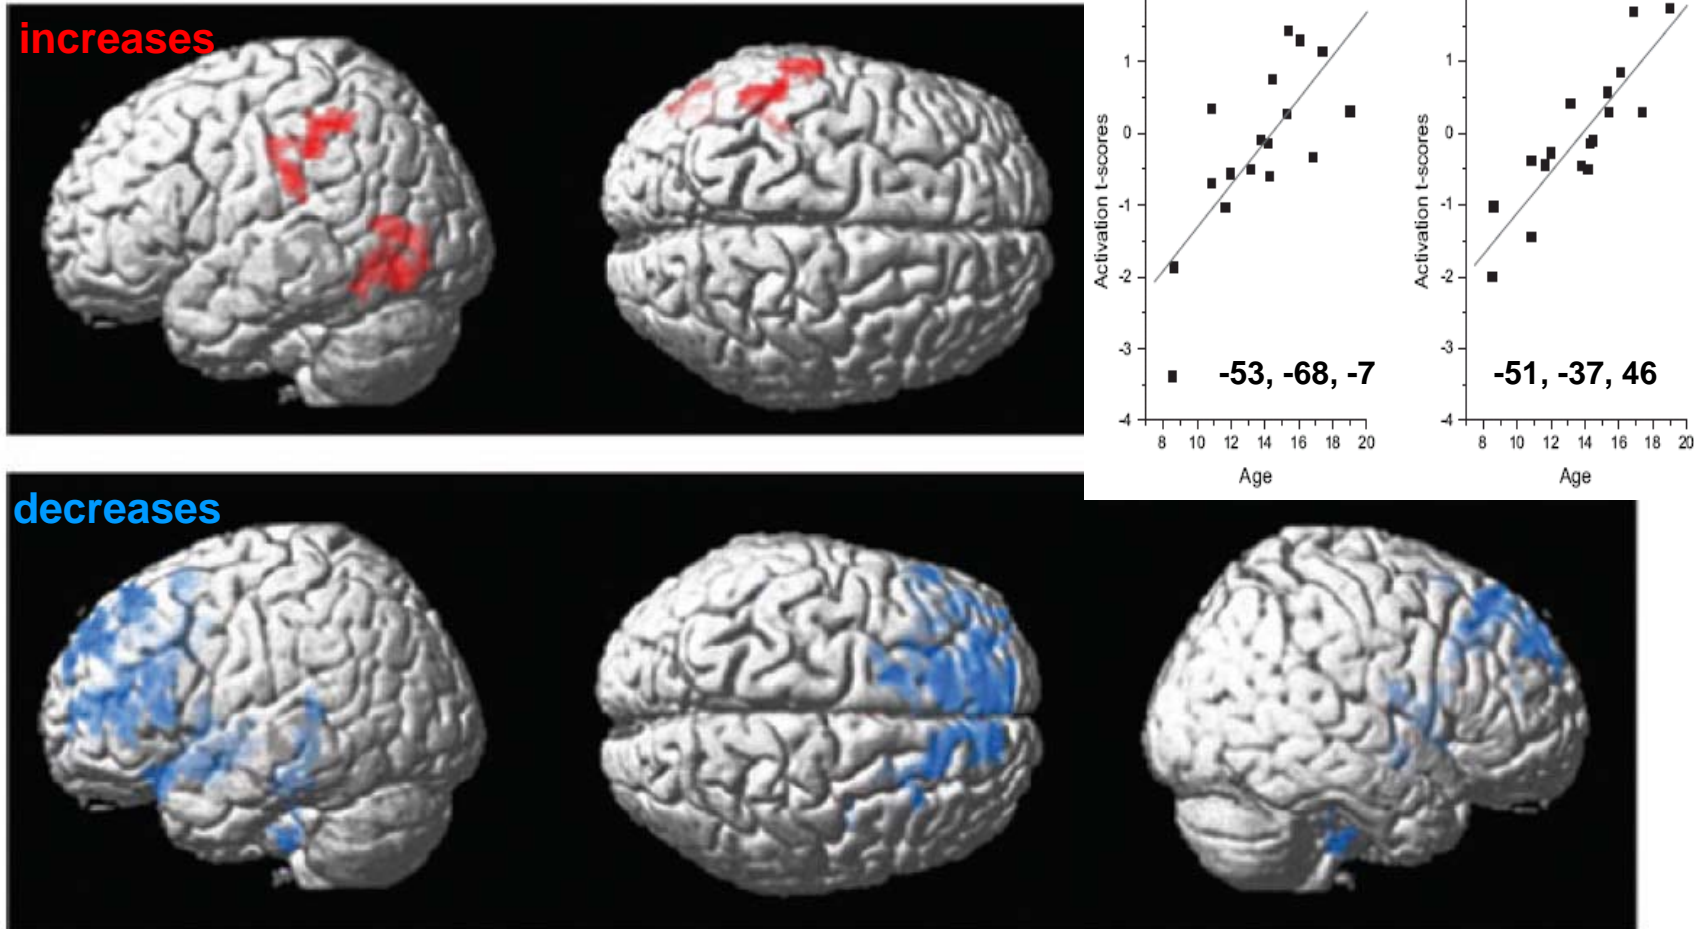 increases
Activation t-scores
1
0
-1
-2
-3
-4
-53, -68, -7
8 10 12 14 16 18 20
Age
Activation t-scores
1
0
-1
-2
-3
-4
-51, -37, 46
8 10 12 14 16 18 20
Age
decreases